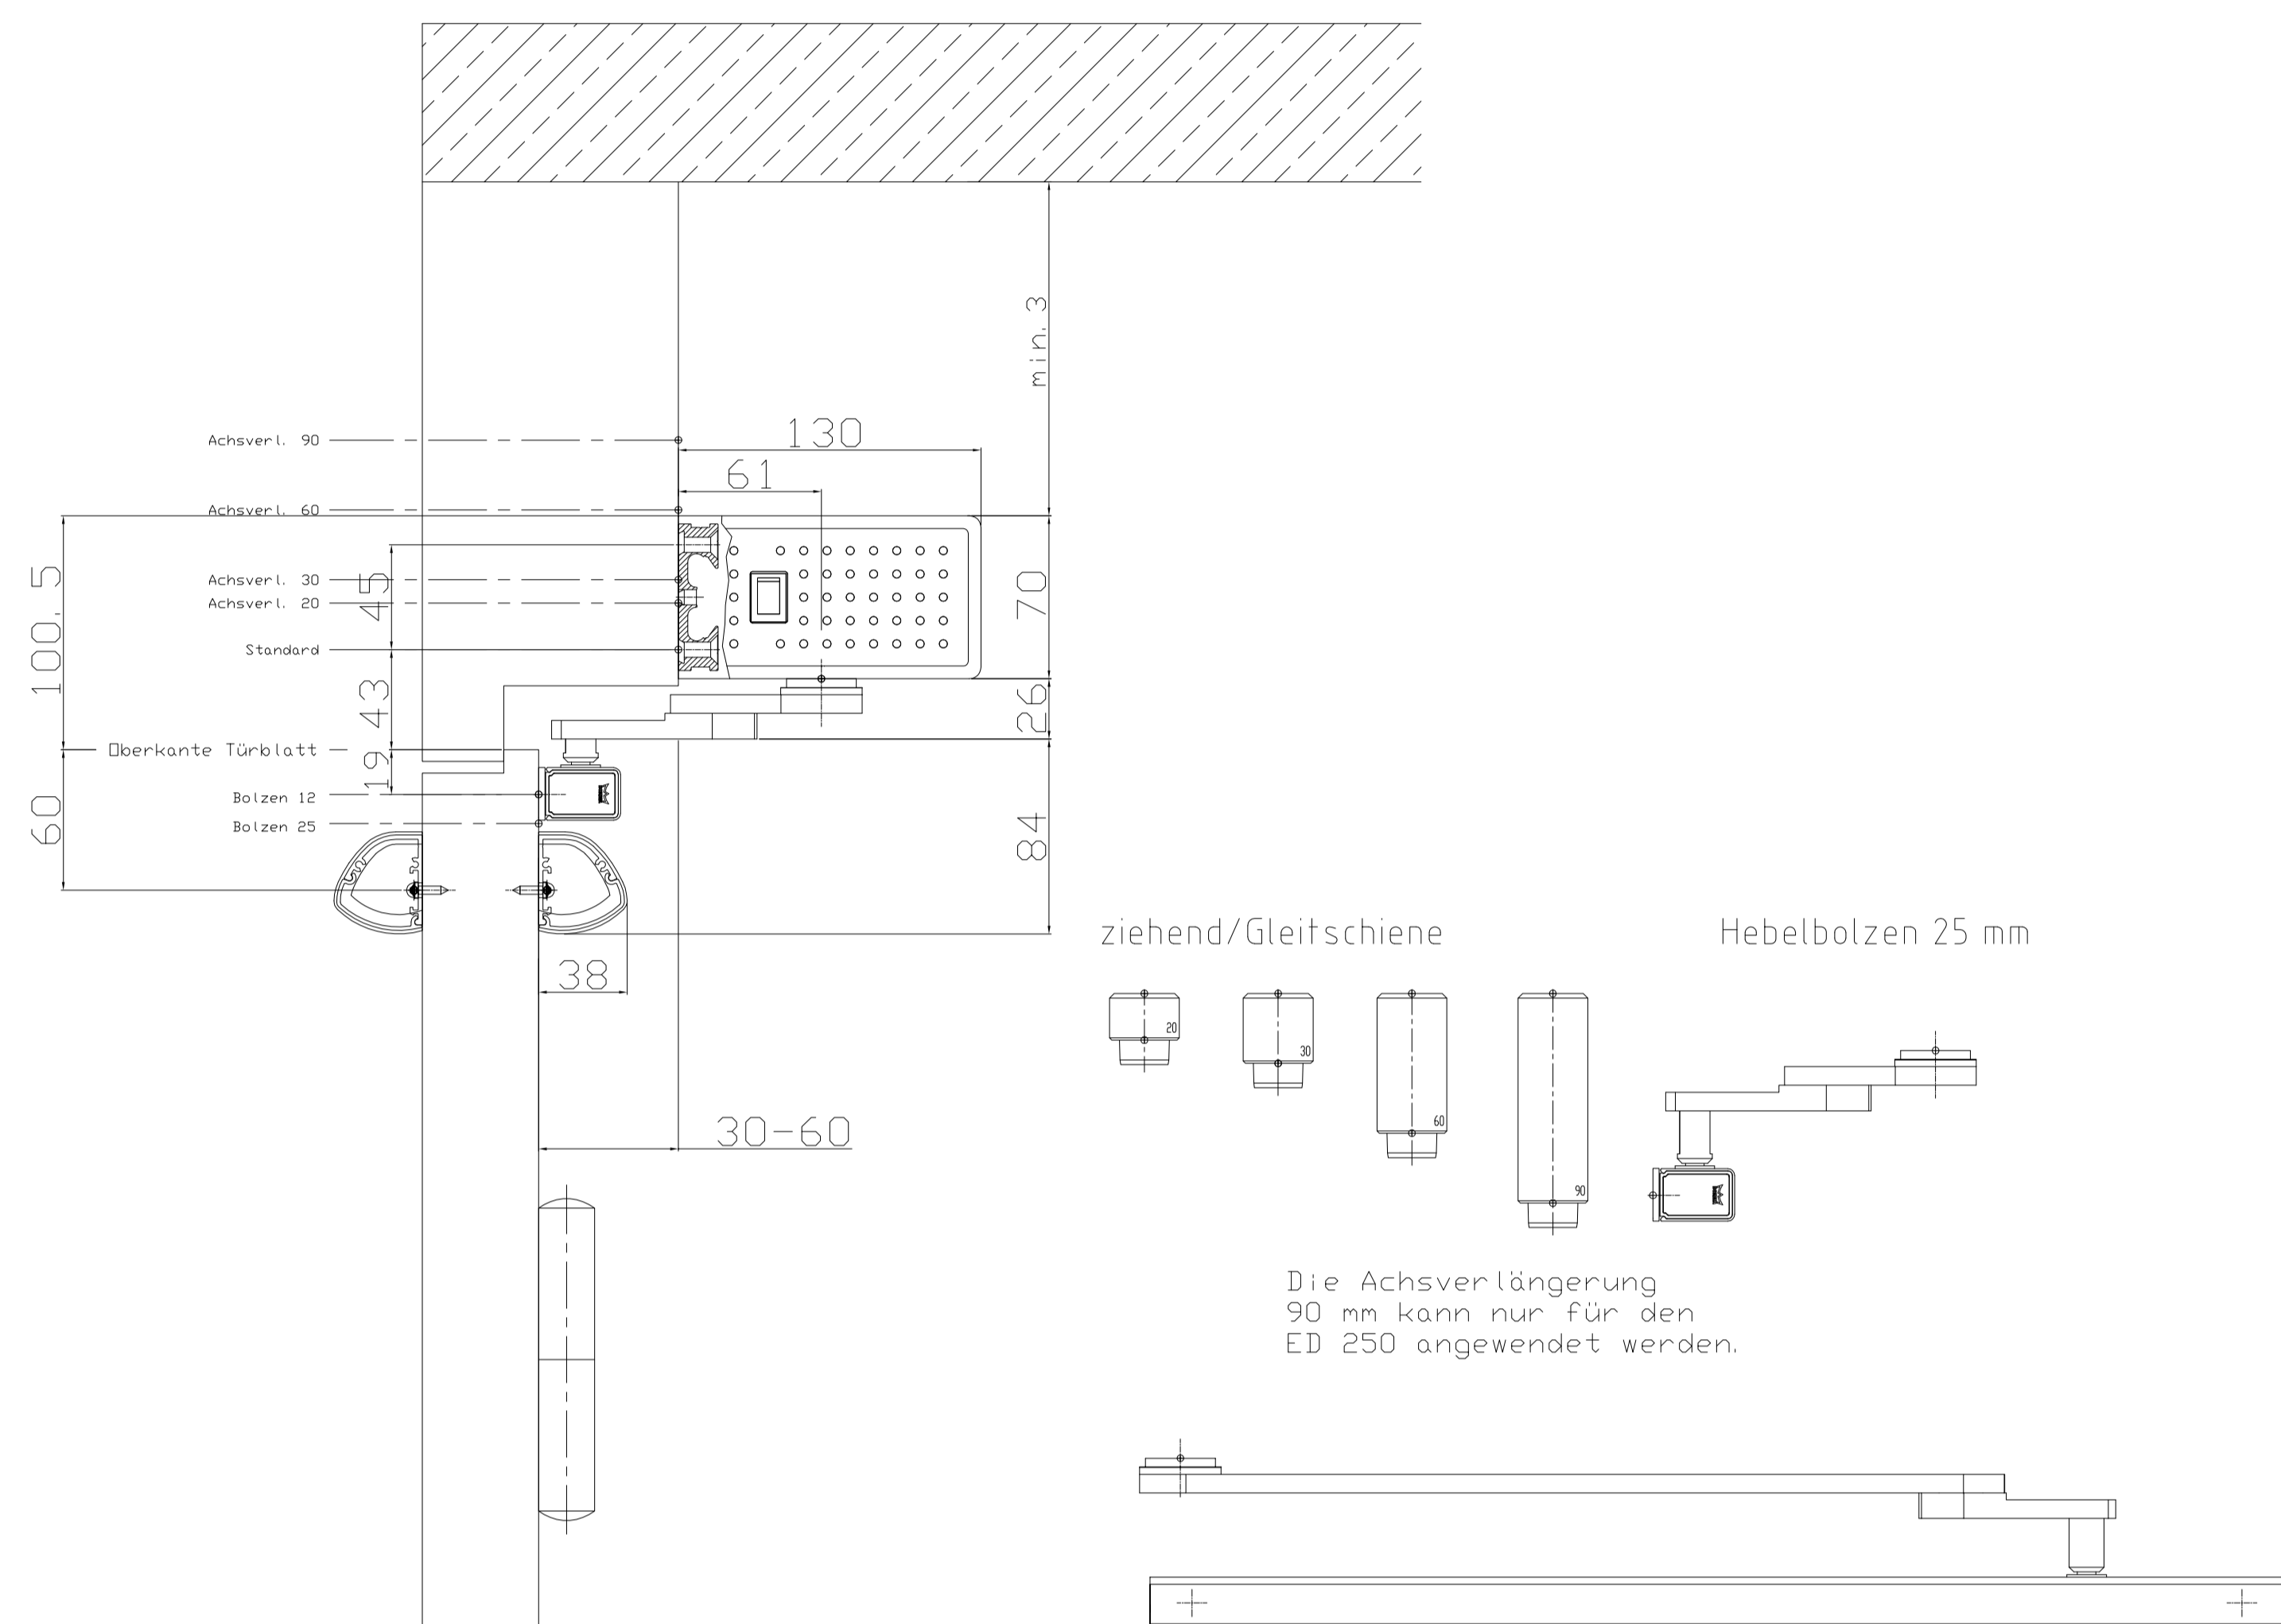 min.3
Achsverl. 90
130
61
Achsverl. 60
100.5
45
Achsverl. 30
70
Achsverl. 20
Standard
43
26
Oberkante Türblatt
19
60
Bolzen 12
Bolzen 25
84
38
30-60
ziehend/Gleitschiene
Hebelbolzen 25 mm
20
30
60
90
Die Achsverlängerung
90 mm kann nur für den
ED 250 angewendet werden.